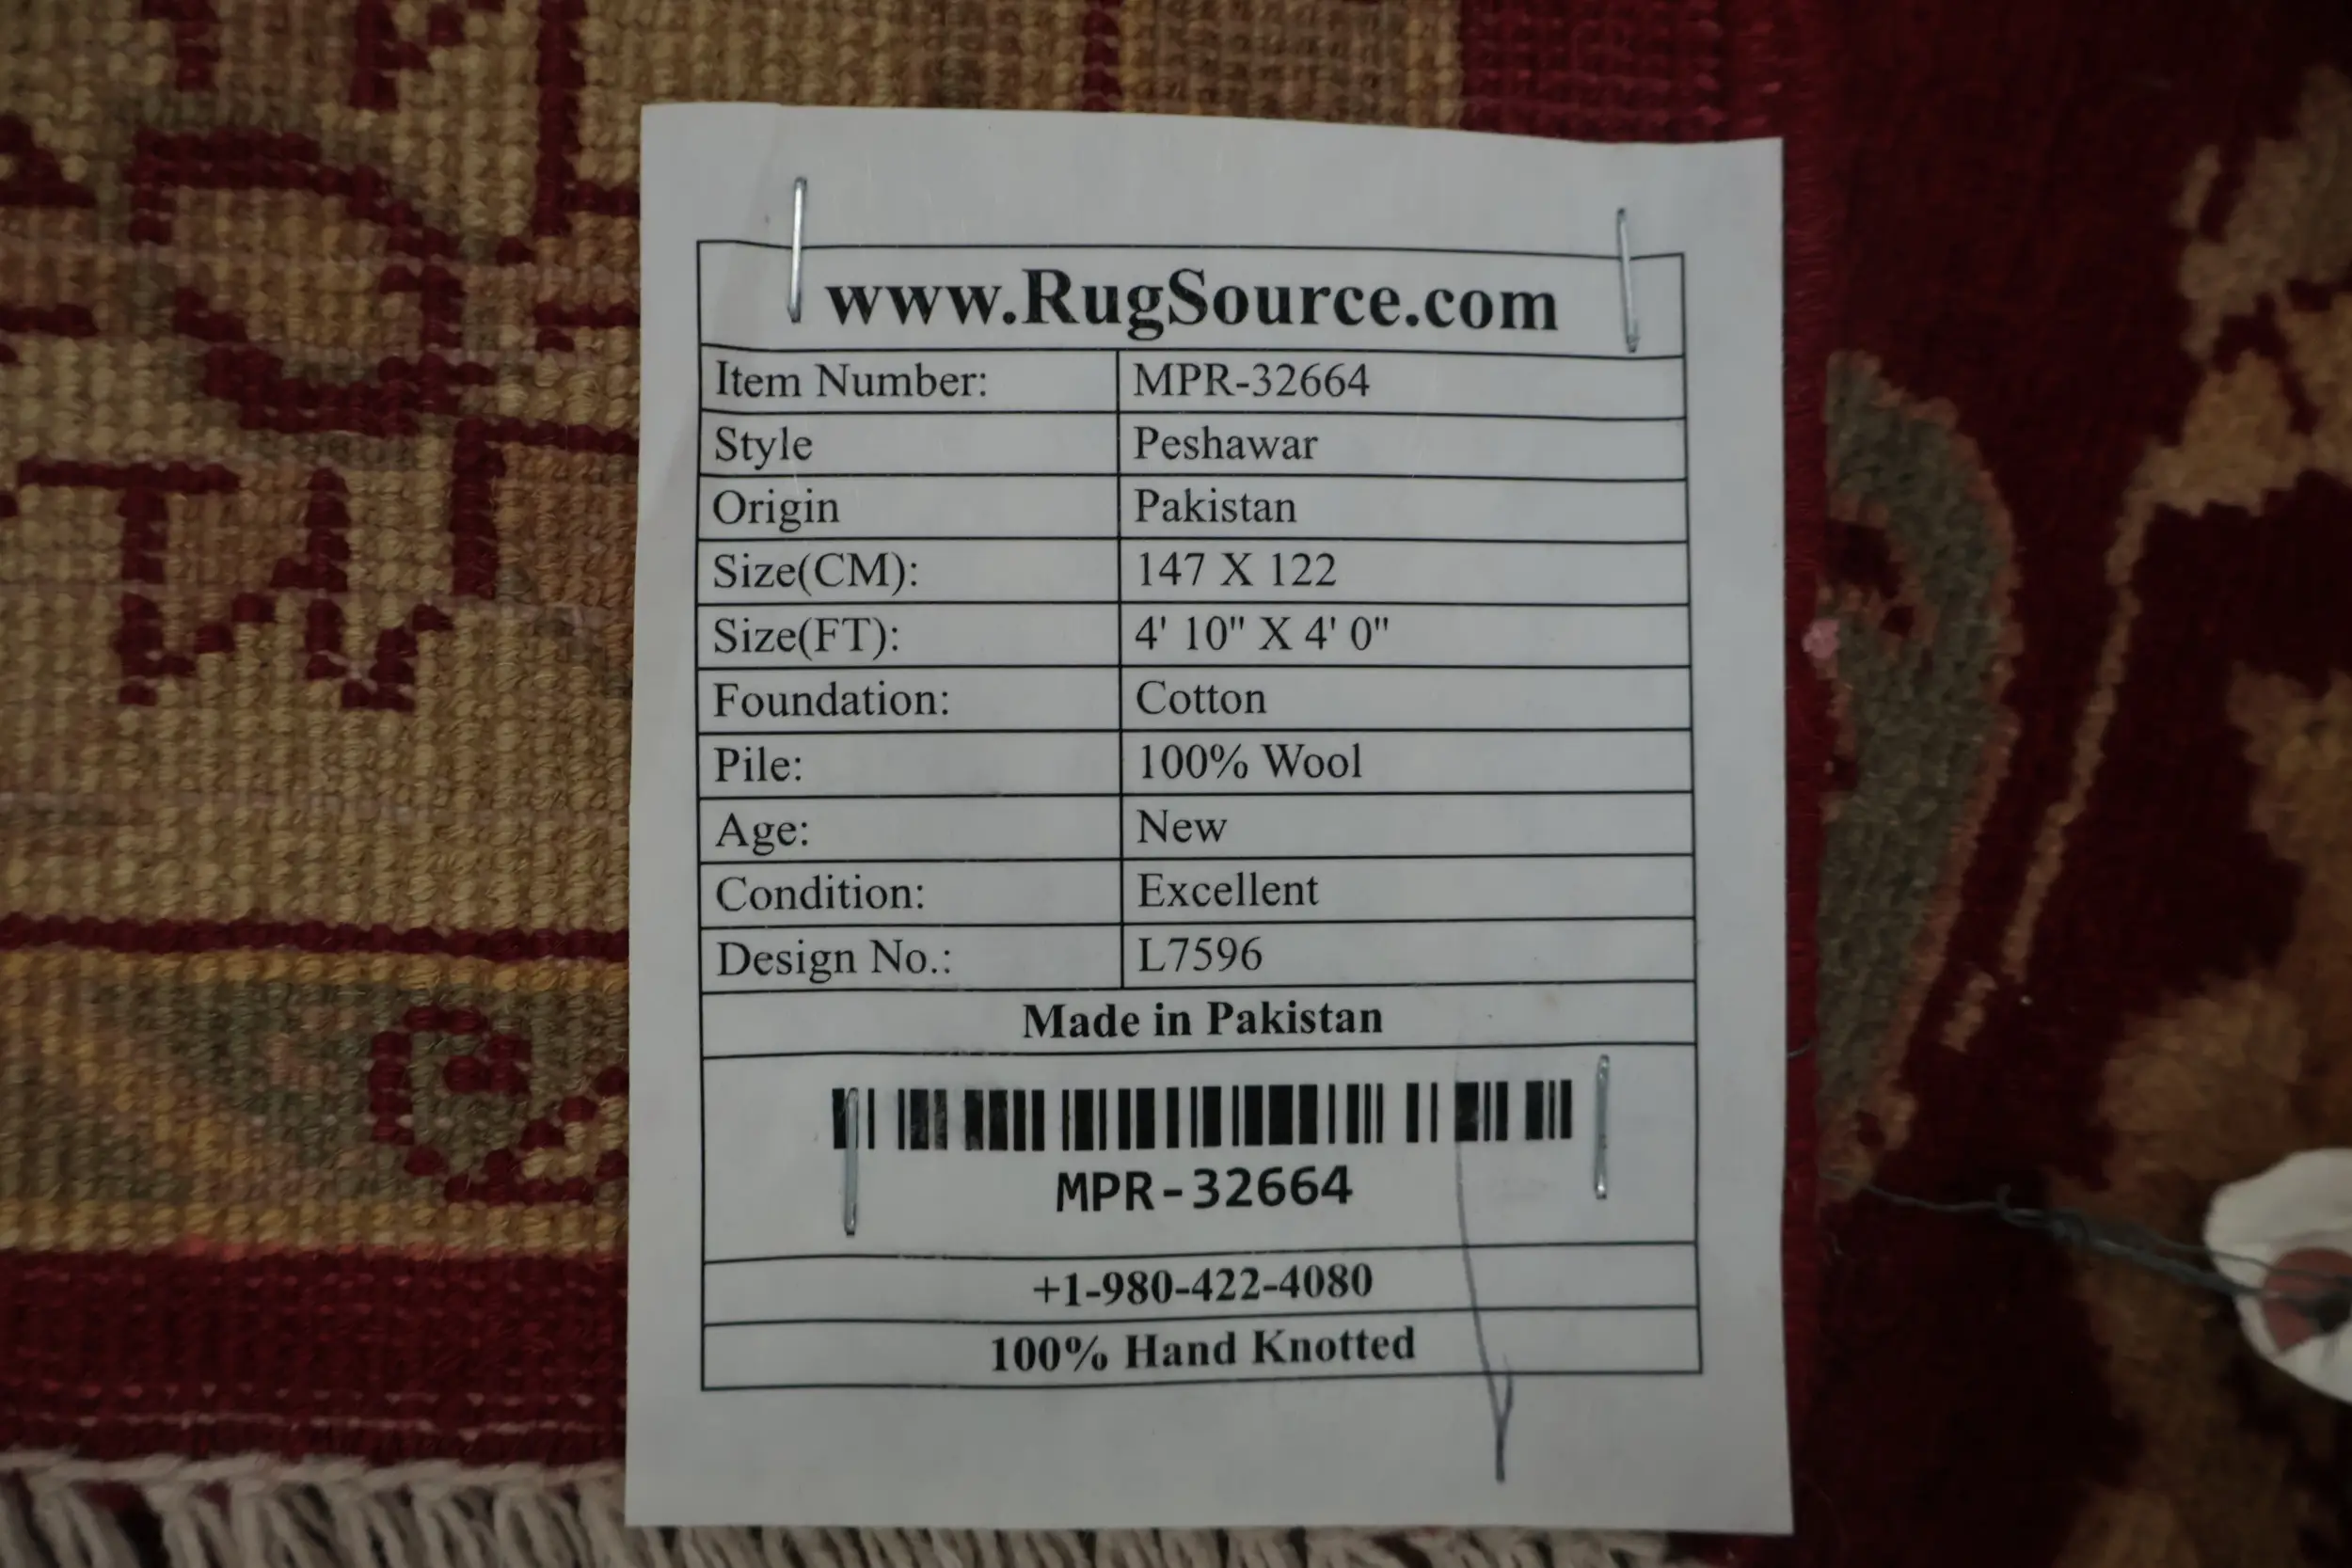 www.RugSource.com
Item Number: MPR-32664
Style Peshawar
Origin Pakistan
Size(CM): 147 X 122
Size(FT): 4' 10" X 4' 0"
Foundation: Cotton
Pile: 100% Wool
Age: New
Condition: Excellent
Design No.: L7596
Made in Pakistan
MPR-32664
+1-980-422-4080
100% Hand Knotted